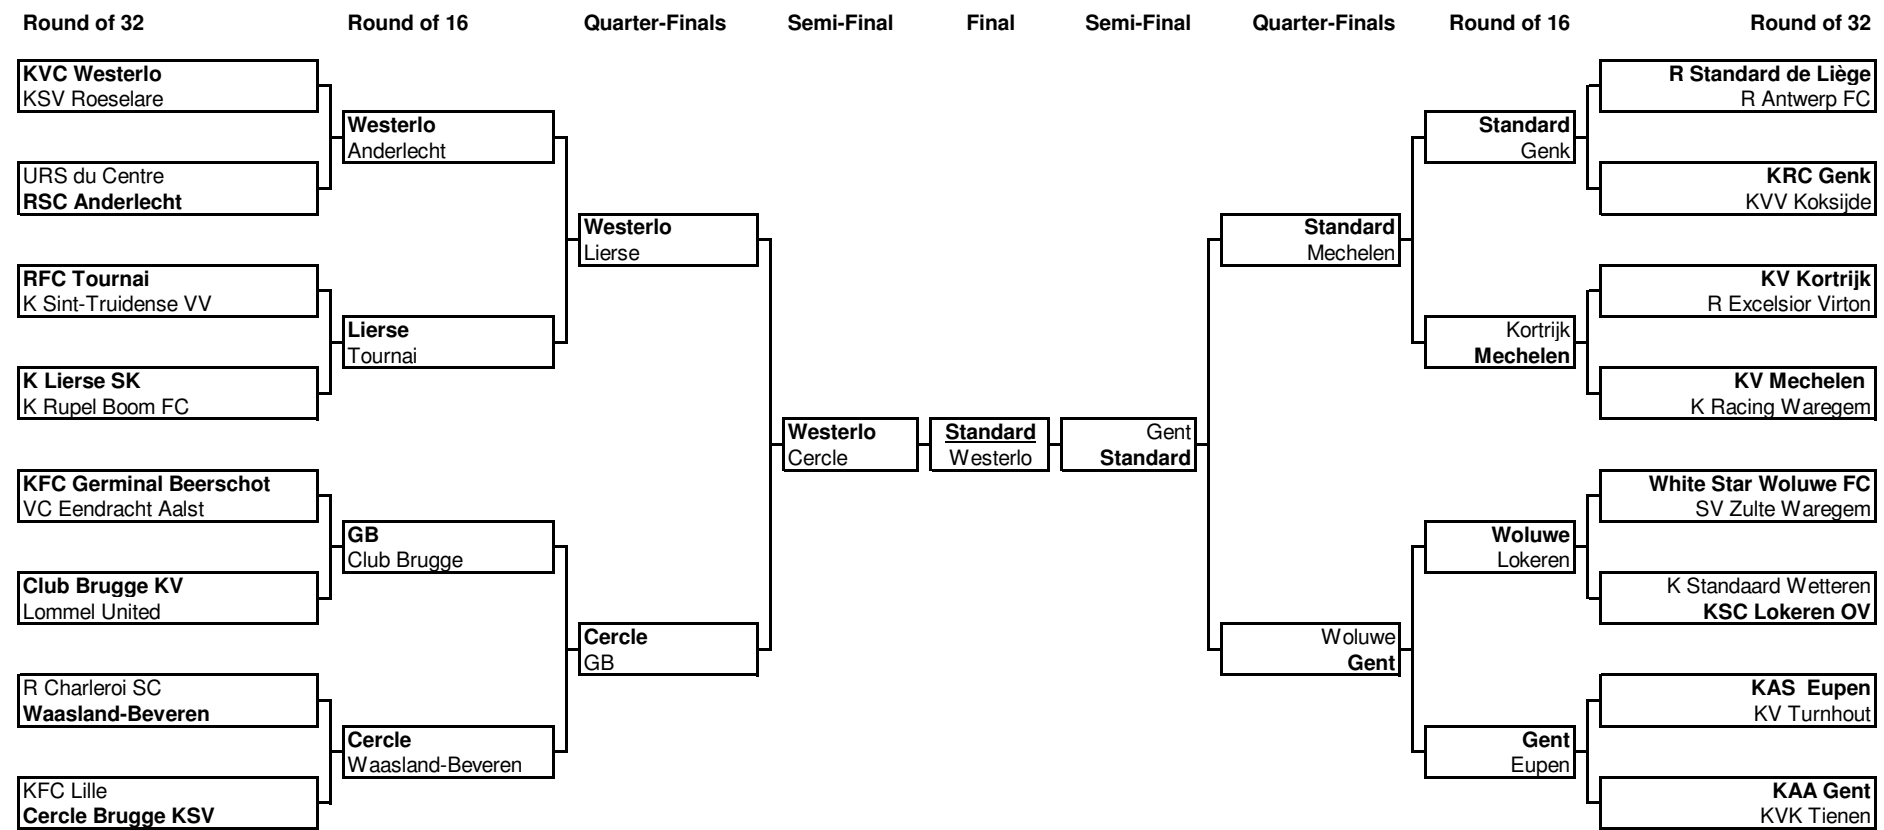 Round of 32
Round of 16
Quarter-Finals
Semi-Final
Final
Semi-Final
Quarter-Finals
Round of 16
Round of 32
KVC Westerlo
KSV Roeselare
URS du Centre
RSC Anderlecht
RFC Tournai
K Sint-Truidense VV
K Lierse SK
K Rupel Boom FC
KFC Germinal Beerschot
VC Eendracht Aalst
Club Brugge KV
Lommel United
R Charleroi SC
Waasland-Beveren
KFC Lille
Cercle Brugge KSV
Westerlo
Anderlecht
Lierse
Tournai
GB
Club Brugge
Cercle
Waasland-Beveren
Westerlo
Lierse
Cercle
GB
Westerlo
Cercle
Standard
Westerlo
Gent
Standard
Standard
Mechelen
Woluwe
Gent
Standard
Genk
Kortrijk
Mechelen
Woluwe
Lokeren
Gent
Eupen
R Standard de Liège
R Antwerp FC
KRC Genk
KVV Koksijde
KV Kortrijk
R Excelsior Virton
KV Mechelen
K Racing Waregem
White Star Woluwe FC
SV Zulte Waregem
K Standaard Wetteren
KSC Lokeren OV
KAS Eupen
KV Turnhout
KAA Gent
KVK Tienen